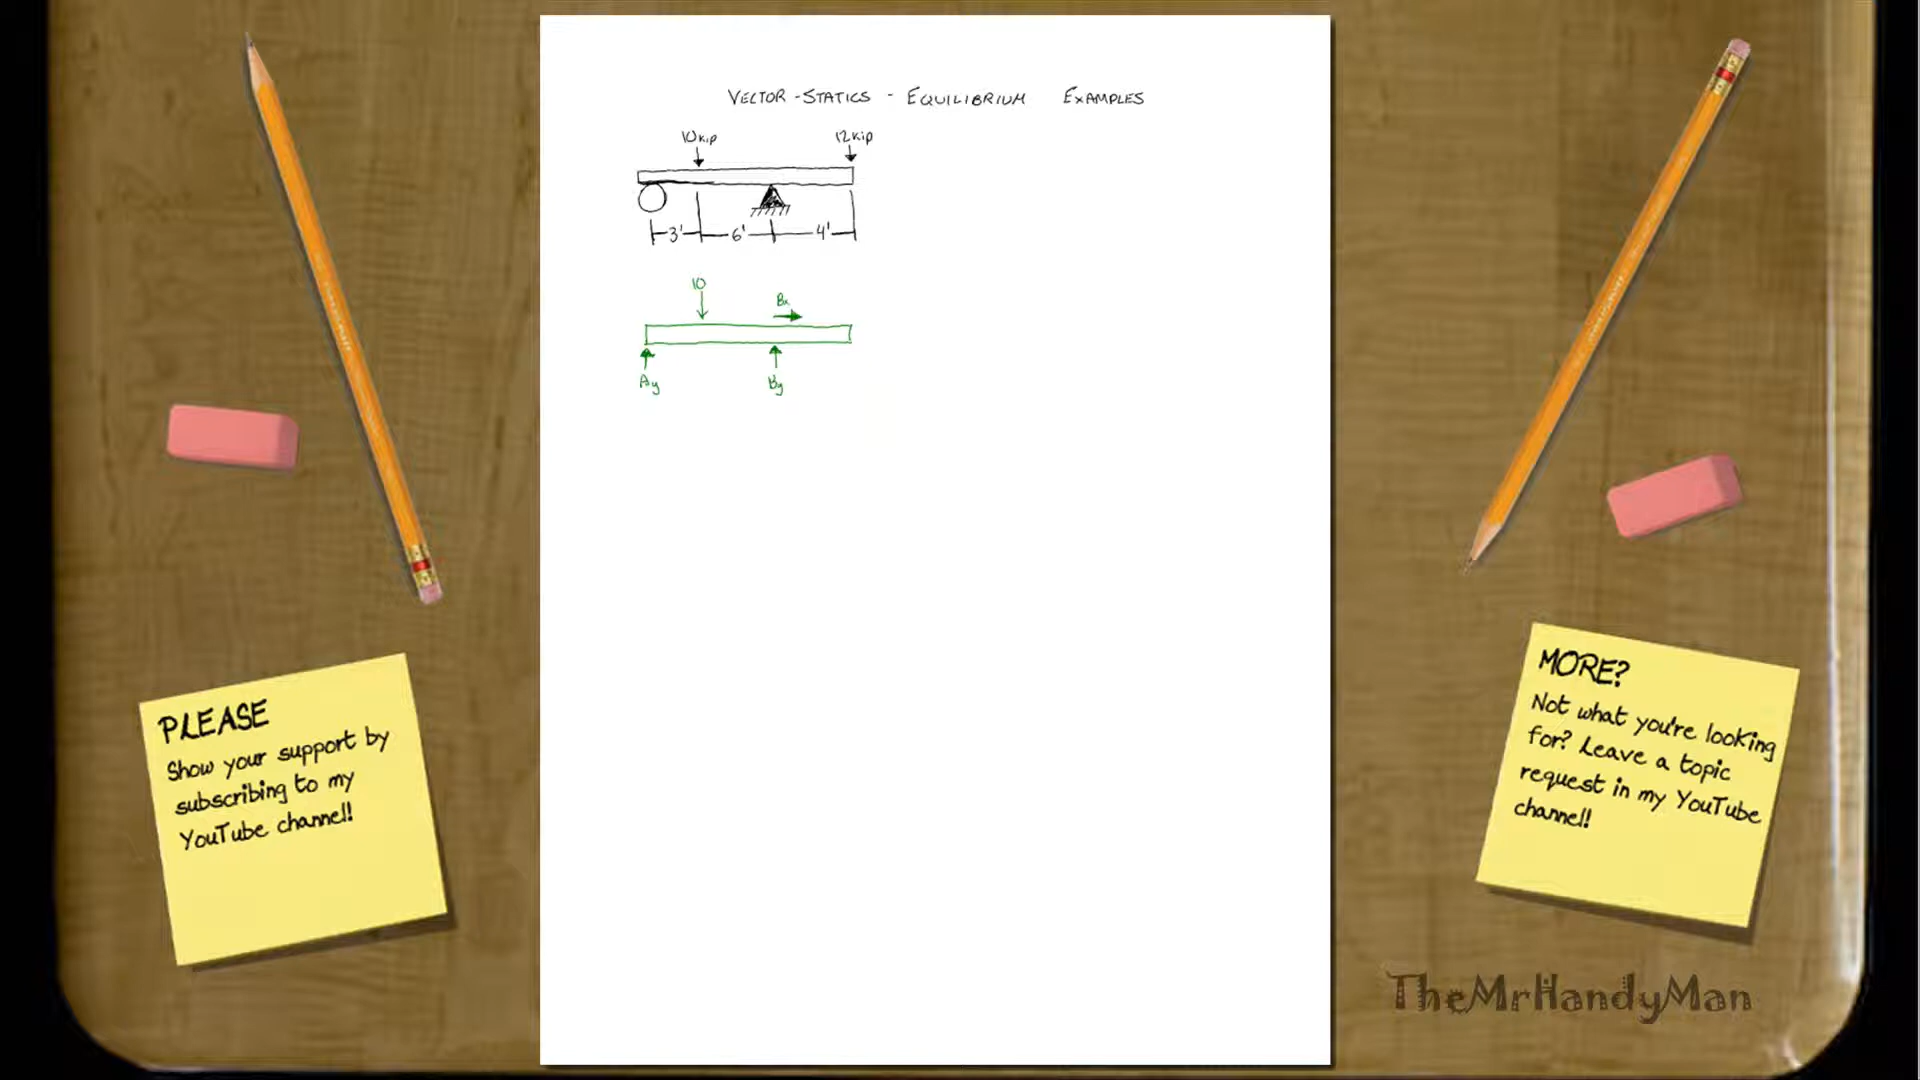 VECTOR - STATICS - EQUILIBRIUM EXAMPLES
10kip 12kip
3' 6' 4'
10
Bx
Ay By
PLEASE
Show your support by
subscribing to my
YouTube channel!
MORE?
Not what you're looking
for? Leave a topic
request in my YouTube
channel!
TheMrHandyMan